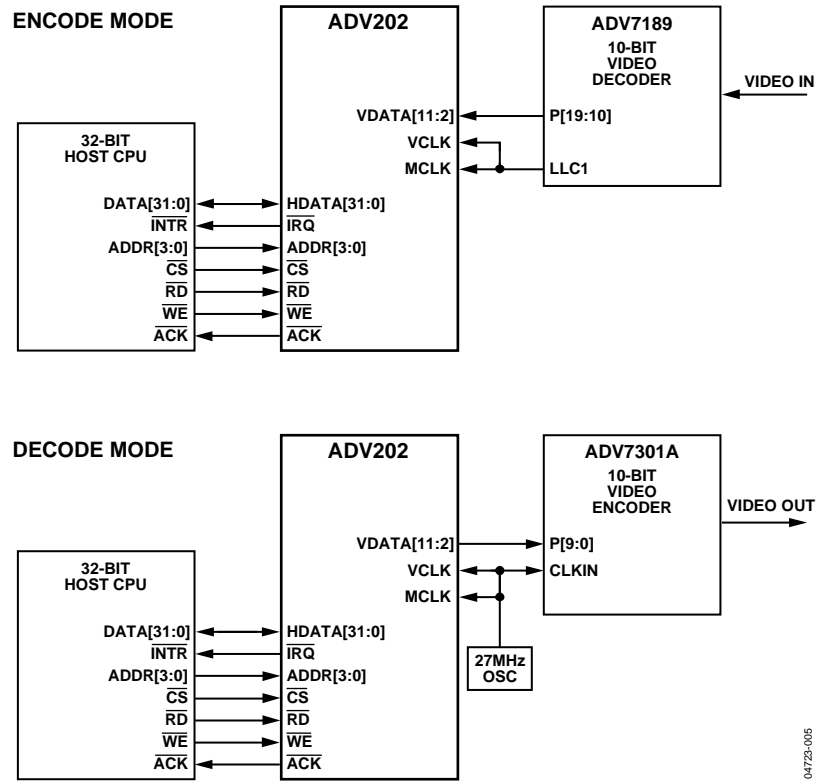 ENCODE MODE
ADV202
ADV7189
10-BIT
VIDEO
DECODER
VIDEO IN
VDATA[11:2]
P[19:10]
VCLK
MCLK
LLC1
32-BIT
HOST CPU
DATA[31:0]
HDATA[31:0]
INTR
IRQ
ADDR[3:0]
ADDR[3:0]
CS
CS
RD
RD
WE
WE
ACK
ACK
DECODE MODE
ADV202
ADV7301A
10-BIT
VIDEO
ENCODER
VIDEO OUT
VDATA[11:2]
P[9:0]
VCLK
CLKIN
MCLK
32-BIT
HOST CPU
27MHz
OSC
DATA[31:0]
HDATA[31:0]
INTR
IRQ
ADDR[3:0]
ADDR[3:0]
CS
CS
RD
RD
WE
WE
ACK
ACK
04723-005